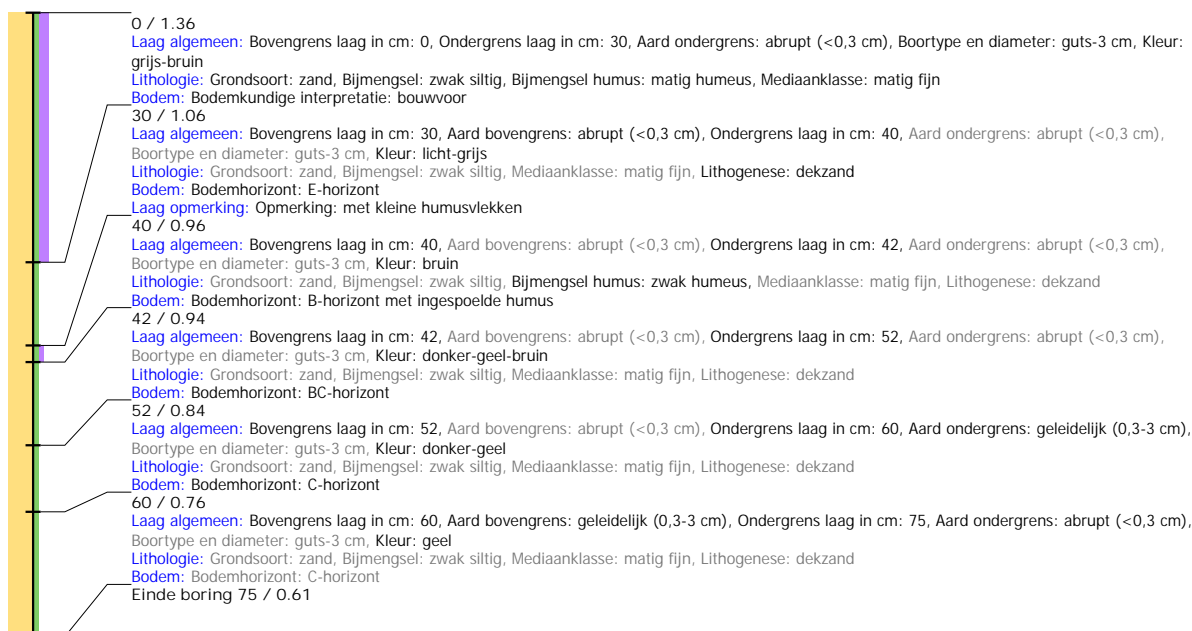 0 / 1.36
Laag algemeen: Bovengrens laag in cm: 0, Ondergrens laag in cm: 30, Aard ondergrens: abrupt (<0,3 cm), Boortype en diameter: guts-3 cm, Kleur:
grijs-bruin
Lithologie: Grondsoort: zand, Bijmengsel: zwak siltig, Bijmengsel humus: matig humeus, Mediaanklasse: matig fijn
Bodem: Bodemkundige interpretatie: bouwvoor
30 / 1.06
Laag algemeen: Bovengrens laag in cm: 30, Aard bovengrens: abrupt (<0,3 cm), Ondergrens laag in cm: 40, Aard ondergrens: abrupt (<0,3 cm),
Boortype en diameter: guts-3 cm, Kleur: licht-grijs
Lithologie: Grondsoort: zand, Bijmengsel: zwak siltig, Mediaanklasse: matig fijn, Lithogenese: dekzand
Bodem: Bodemhorizont: E-horizont
Laag opmerking: Opmerking: met kleine humusvlekken
40 / 0.96
Laag algemeen: Bovengrens laag in cm: 40, Aard bovengrens: abrupt (<0,3 cm), Ondergrens laag in cm: 42, Aard ondergrens: abrupt (<0,3 cm),
Boortype en diameter: guts-3 cm, Kleur: bruin
Lithologie: Grondsoort: zand, Bijmengsel: zwak siltig, Bijmengsel humus: zwak humeus, Mediaanklasse: matig fijn, Lithogenese: dekzand
Bodem: Bodemhorizont: B-horizont met ingespoelde humus
42 / 0.94
Laag algemeen: Bovengrens laag in cm: 42, Aard bovengrens: abrupt (<0,3 cm), Ondergrens laag in cm: 52, Aard ondergrens: abrupt (<0,3 cm),
Boortype en diameter: guts-3 cm, Kleur: donker-geel-bruin
Lithologie: Grondsoort: zand, Bijmengsel: zwak siltig, Mediaanklasse: matig fijn, Lithogenese: dekzand
Bodem: Bodemhorizont: BC-horizont
52 / 0.84
Laag algemeen: Bovengrens laag in cm: 52, Aard bovengrens: abrupt (<0,3 cm), Ondergrens laag in cm: 60, Aard ondergrens: geleidelijk (0,3-3 cm),
Boortype en diameter: guts-3 cm, Kleur: donker-geel
Lithologie: Grondsoort: zand, Bijmengsel: zwak siltig, Mediaanklasse: matig fijn, Lithogenese: dekzand
Bodem: Bodemhorizont: C-horizont
60 / 0.76
Laag algemeen: Bovengrens laag in cm: 60, Aard bovengrens: geleidelijk (0,3-3 cm), Ondergrens laag in cm: 75, Aard ondergrens: abrupt (<0,3 cm),
Boortype en diameter: guts-3 cm, Kleur: geel
Lithologie: Grondsoort: zand, Bijmengsel: zwak siltig, Mediaanklasse: matig fijn, Lithogenese: dekzand
Bodem: Bodemhorizont: C-horizont
Einde boring 75 / 0.61